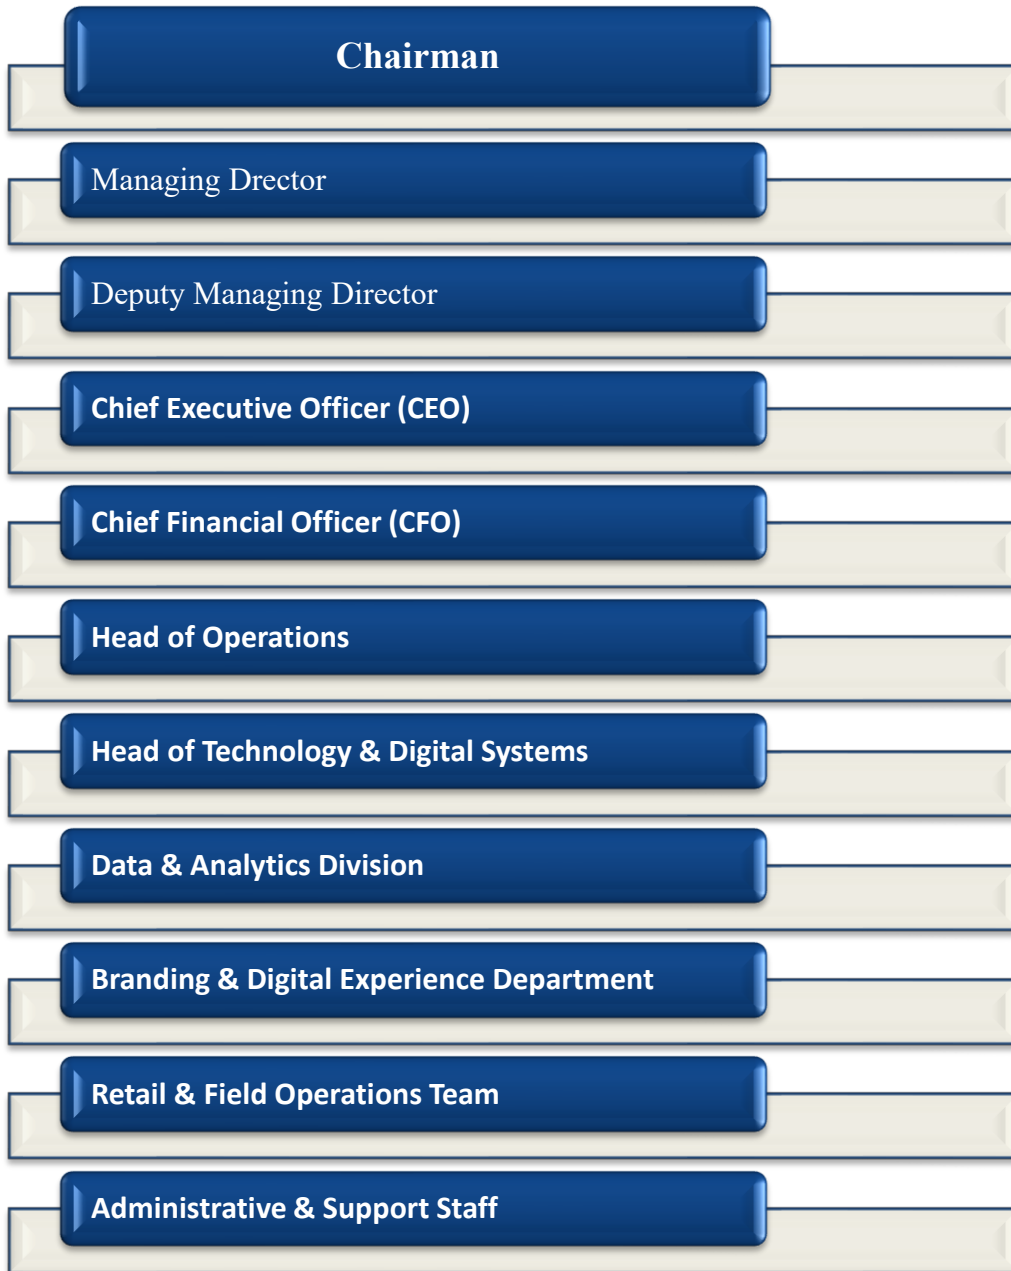 Chairman
Managing Drector
Deputy Managing Director
Chief Executive Officer (CEO)
Chief Financial Officer (CFO)
Head of Operations
Head of Technology & Digital Systems
Data & Analytics Division
Branding & Digital Experience Department
Retail & Field Operations Team
Administrative & Support Staff